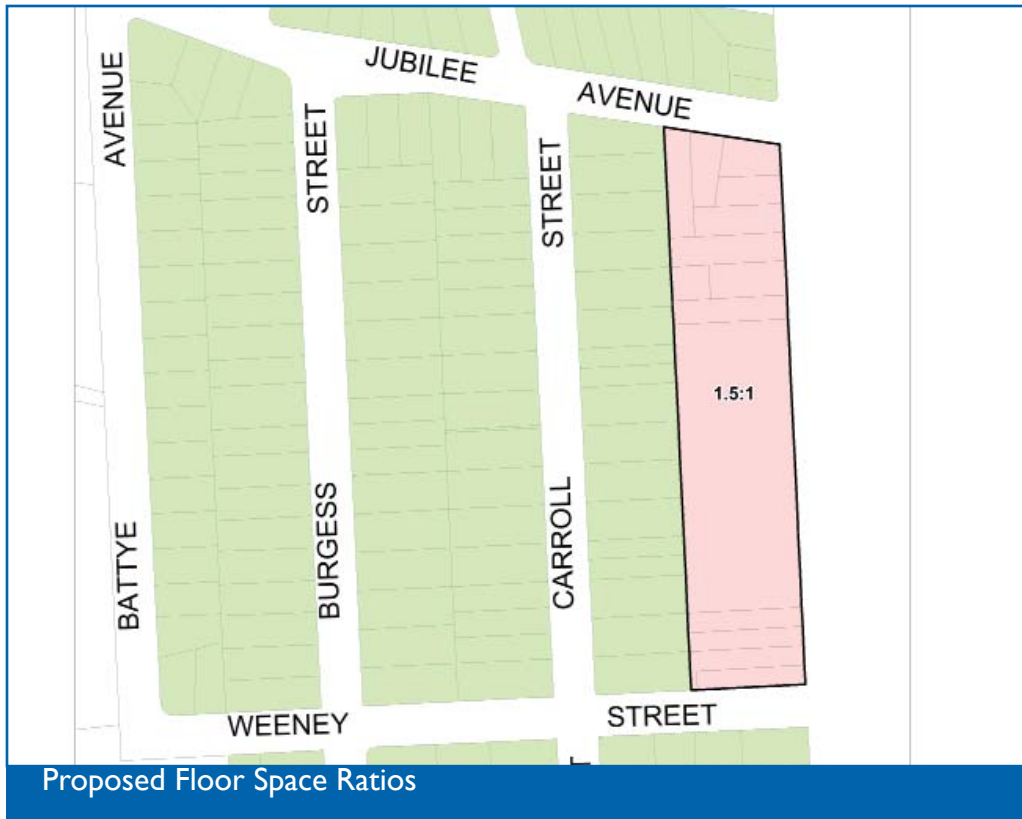 JUBILEE
AVENUE
AVENUE
STREET
STREET
1.5:1
BATTYE
BURGESS
CARROLL
WEENEY
STREET
Proposed Floor Space Ratios